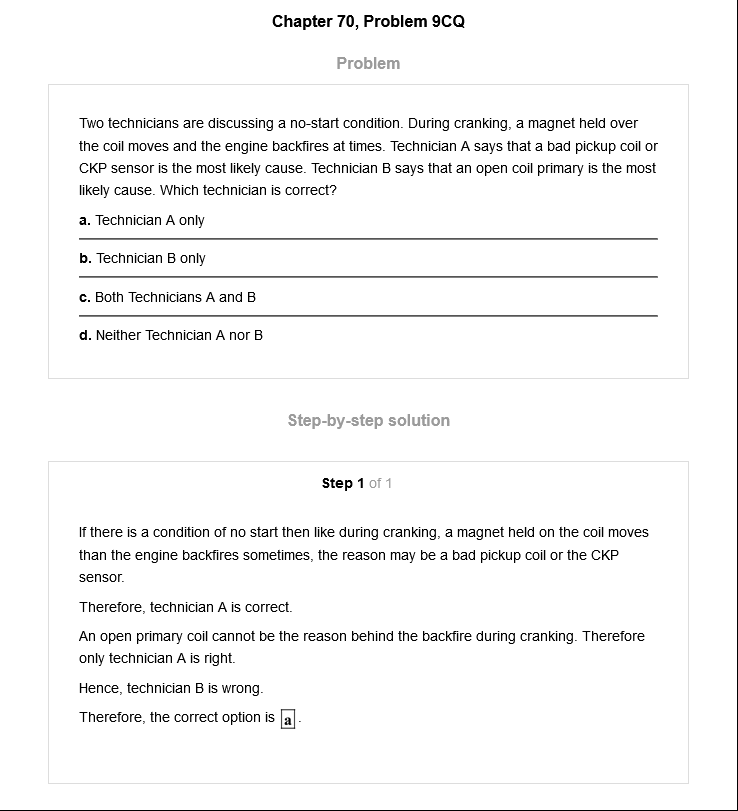 Chapter 70, Problem 9CQ
Problem
Two technicians are discussing a no-start condition. During cranking, a magnet held over
the coil moves and the engine backfires at times. Technician A says that a bad pickup coil or
CKP sensor is the most likely cause. Technician B says that an open coil primary is the most
likely cause. Which technician is correct?
a. Technician A only
b. Technician B only
c. Both Technicians A and B
d. Neither Technician A nor B
Step-by-step solution
Step 1 of 1
If there is a condition of no start then like during cranking, a magnet held on the coil moves
than the engine backfires sometimes, the reason may be a bad pickup coil or the CKP
sensor.
Therefore, technician A is correct.
An open primary coil cannot be the reason behind the backfire during cranking. Therefore
only technician A is right.
Hence, technician B is wrong.
Therefore, the correct option is a.